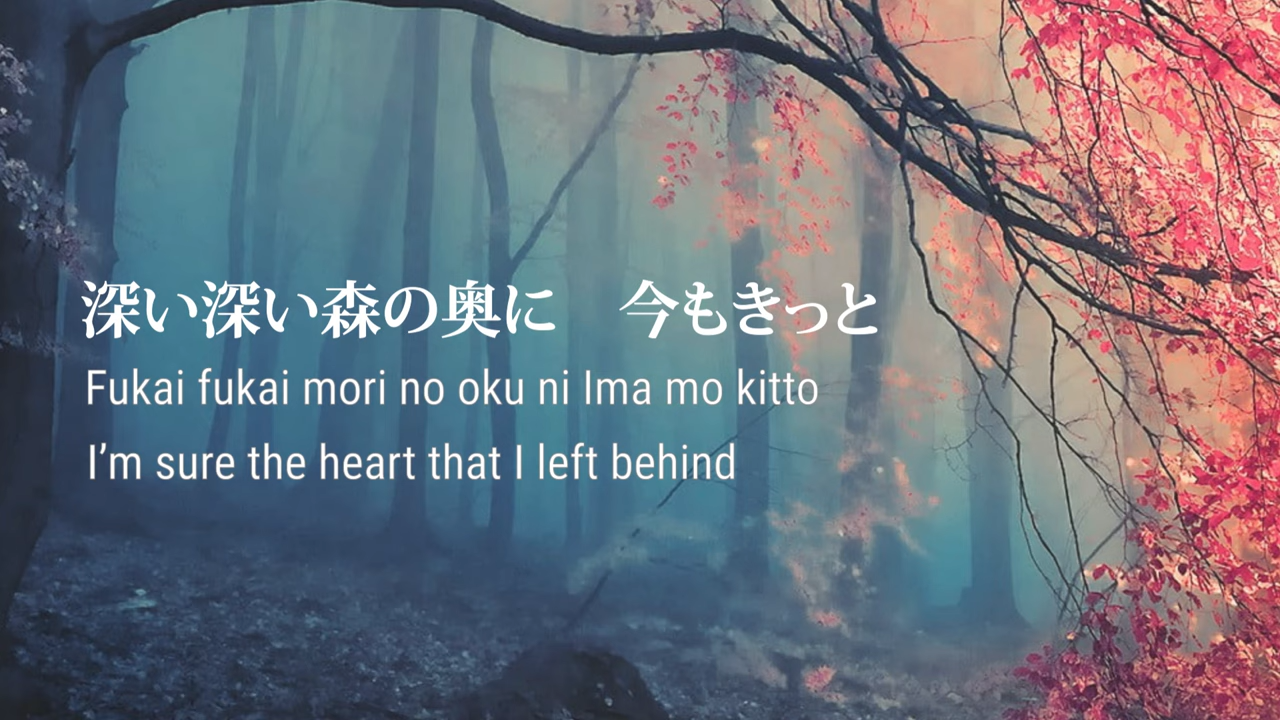 深い深い森の奥に　今もきっと
Fukai fukai mori no oku ni Ima mo kitto
I’m sure the heart that I left behind